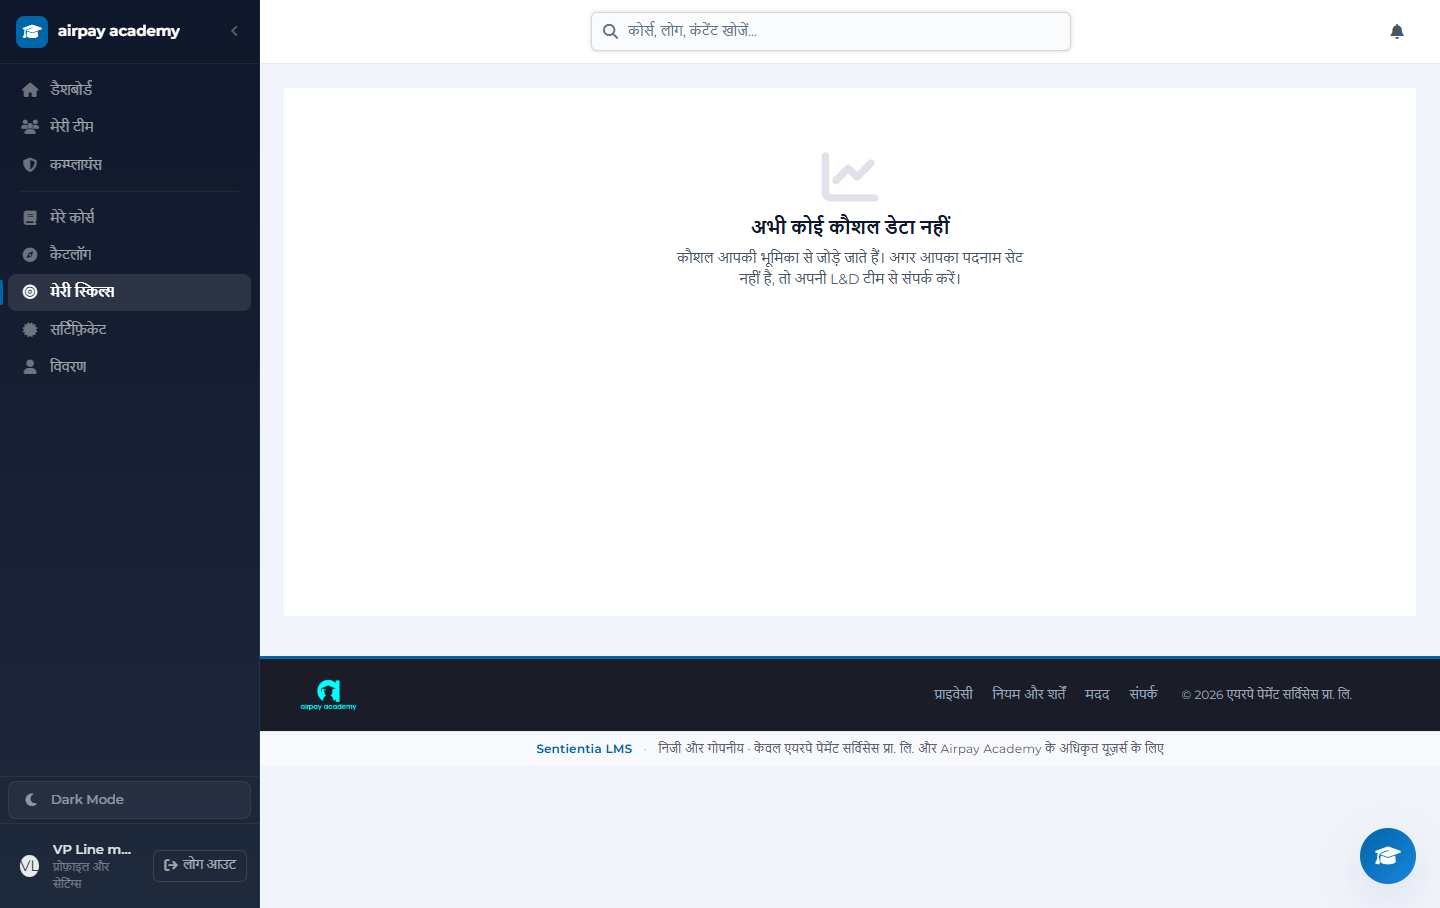 airpay academy
कोर्स, लोग, कंटेंट खोजें...
डैशबोर्ड
मेरी टीम
कम्प्लायंस
मेरे कोर्स
कैटलॉग
मेरी स्किल्स
सर्टिफ़िकेट
विवरण
अभी कोई कौशल डेटा नहीं
कौशल आपकी भूमिका से जोड़े जाते हैं। अगर आपका पदनाम सेट
नहीं है, तो अपनी L&D टीम से संपर्क करें।
airpay academy
प्राइवेसी नियम और शर्तें मदद संपर्क © 2026 एयरपे पेमेंट सर्विसेस प्रा. लि.
Sentientia LMS · निजी और गोपनीय · केवल एयरपे पेमेंट सर्विसेस प्रा. लि. और Airpay Academy के अधिकृत यूज़र्स के लिए
Dark Mode
VL
VP Line m...
प्रोफ़ाइल और
सेटिंग्स
लोग आउट